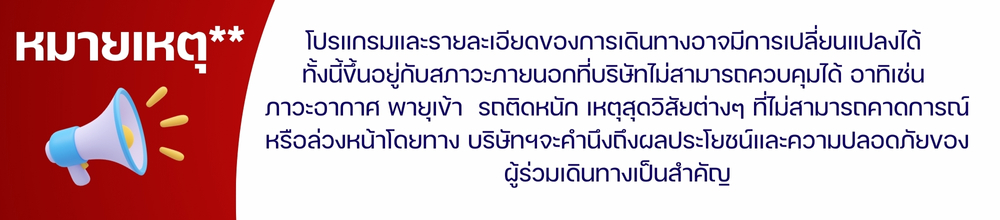 หมายเหตุ**
โปรแกรมและรายละเอียดของการเดินทางอาจมีการเปลี่ยนแปลงได้
ทั้งนี้ขึ้นอยู่กับสภาวะภายนอกที่บริษัทไม่สามารถควบคุมได้ อาทิเช่น
ภาวะอากาศ พายุเข้า รถติดหนัก เหตุสุดวิสัยต่างๆ ที่ไม่สามารถคาดการณ์
หรือล่วงหน้าโดยทาง บริษัทฯจะคำนึงถึงผลประโยชน์และความปลอดภัยของ
ผู้ร่วมเดินทางเป็นสำคัญ